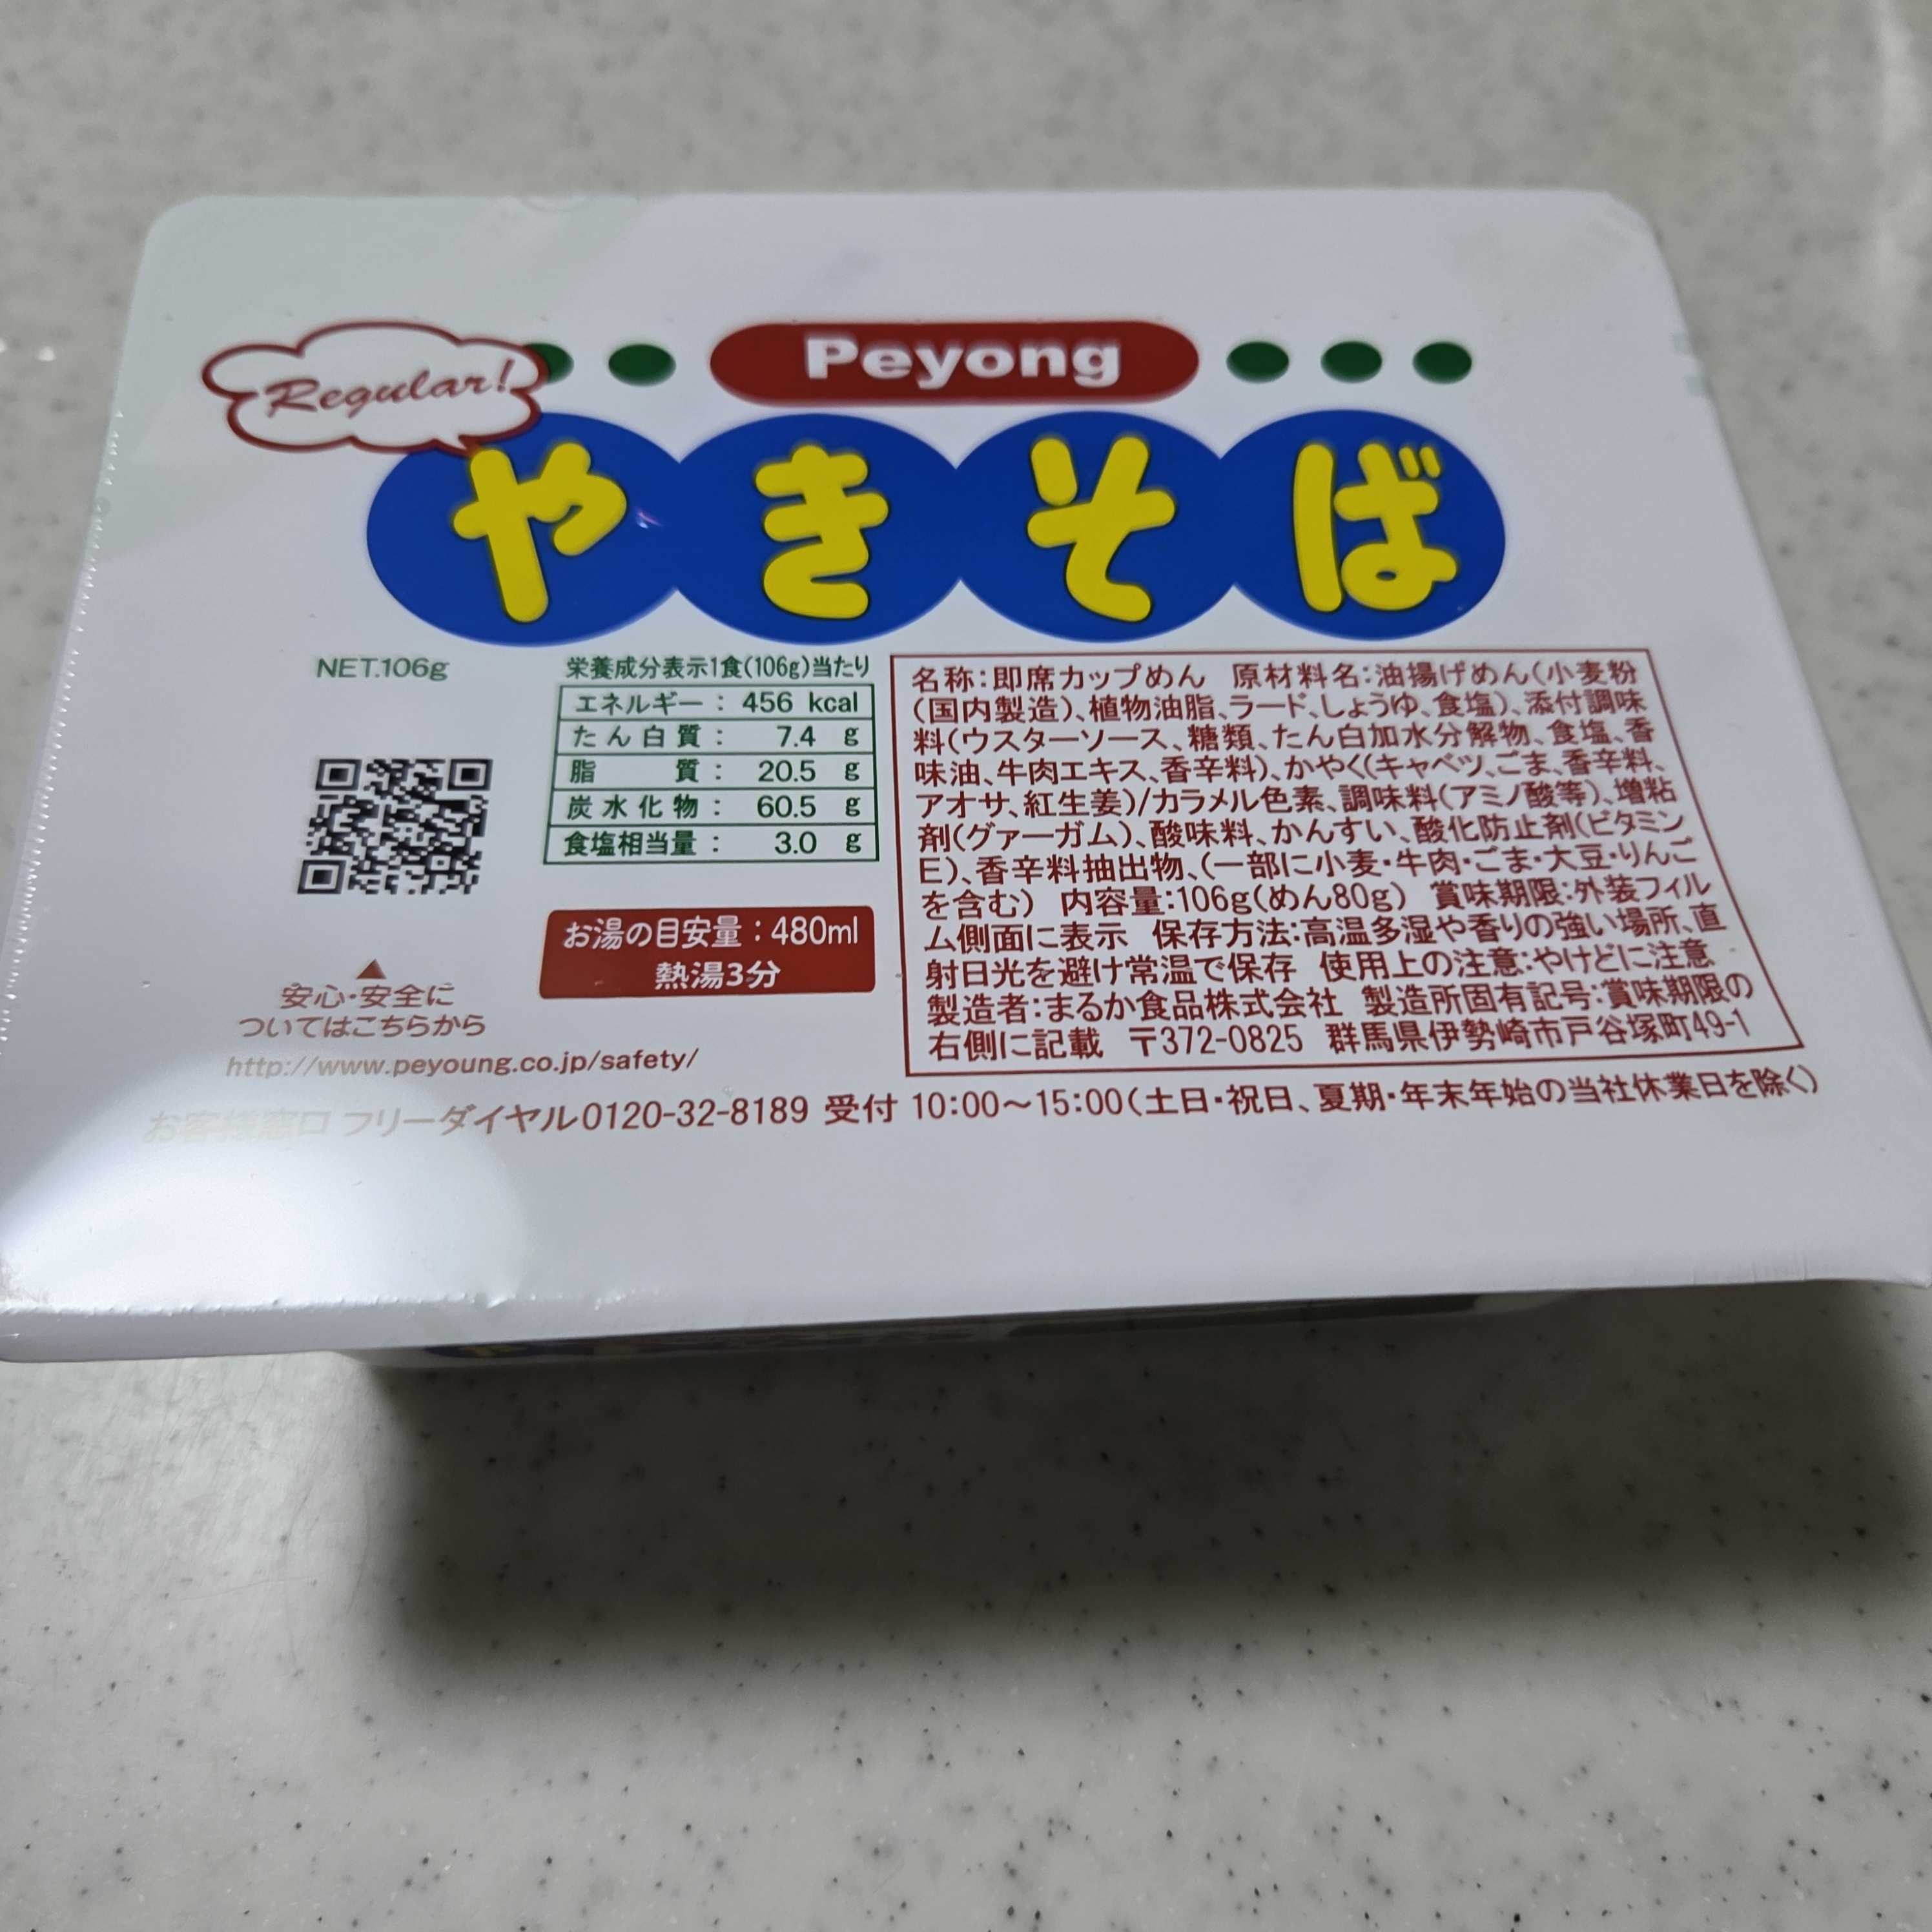 Regular!
Peyong
やきそば
NET.106g
安心・安全に
ついてはこちらから
http://www.peyoung.co.jp/safety/
栄養成分表示1食(106g)当たり
エネルギー： 456 kcal
たん白質： 7.4 g
脂質： 20.5 g
炭水化物： 60.5 g
食塩相当量： 3.0 g
お湯の目安量：480ml
熱湯3分
名称：即席カップめん 原材料名：油揚げめん(小麦粉
(国内製造)、植物油脂、ラード、しょうゆ、食塩)、添付調味
料(ウスターソース、糖類、たん白加水分解物、食塩、香
味油、牛肉エキス、香辛料)、かやく(キャベツ、ごま、香辛料、
アオサ、紅生姜)/カラメル色素、調味料(アミノ酸等)、増粘
剤(グァーガム)、酸味料、かんすい、酸化防止剤(ビタミン
E)、香辛料抽出物、(一部に小麦・牛肉・ごま・大豆・りんご
を含む) 内容量：106g(めん80g) 賞味期限：外装フィル
ム側面に表示 保存方法：高温多湿や香りの強い場所、直
射日光を避け常温で保存 使用上の注意：やけどに注意
製造者：まるか食品株式会社 製造所固有記号：賞味期限の
右側に記載 〒372-0825 群馬県伊勢崎市戸谷塚町49-1
お客様窓口 フリーダイヤル0120-32-8189 受付 10:00～15:00(土日・祝日、夏期・年末年始の当社休業日を除く)